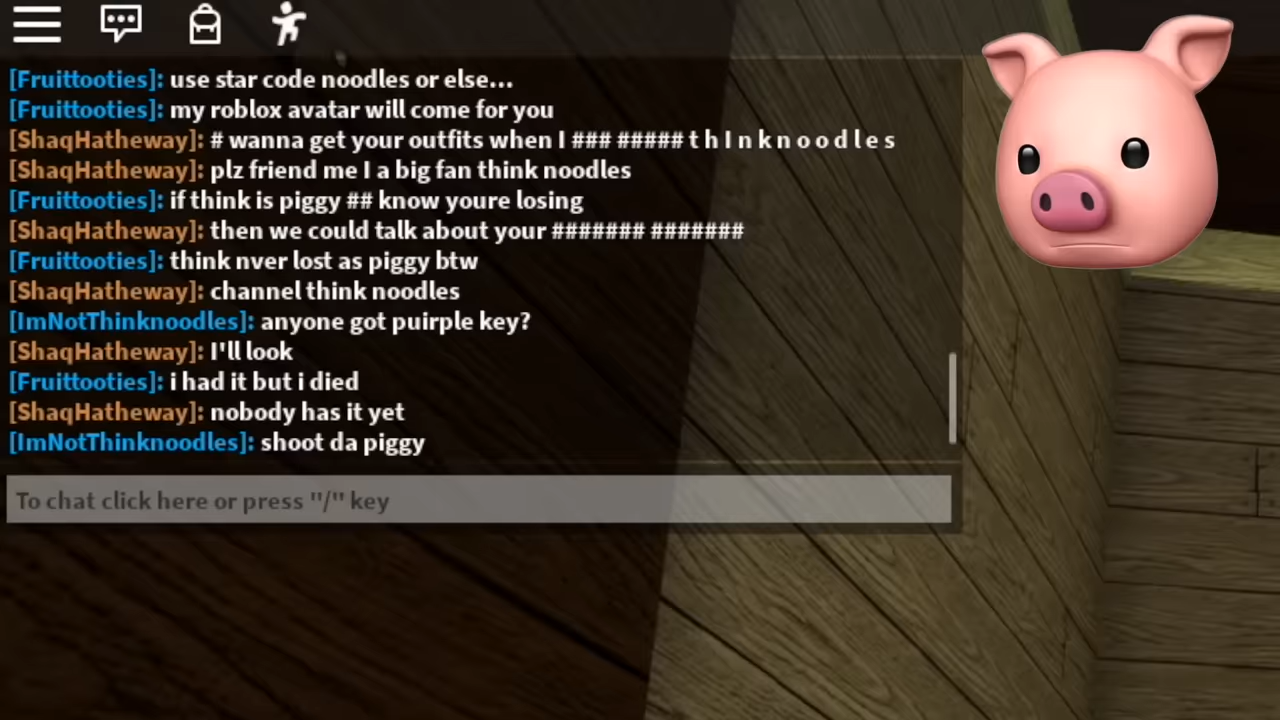 [Fruittooties]: use star code noodles or else...
[Fruittooties]: my roblox avatar will come for you
[ShaqHatheway]: # wanna get your outfits when I ### ##### t h I n k n o o d l e s
[ShaqHatheway]: plz friend me I a big fan think noodles
[Fruittooties]: if think is piggy ## know youre losing
[ShaqHatheway]: then we could talk about your ####### #######
[Fruittooties]: think nver lost as piggy btw
[ShaqHatheway]: channel think noodles
[ImNotThinknoodles]: anyone got puirple key?
[ShaqHatheway]: I'll look
[Fruittooties]: i had it but i died
[ShaqHatheway]: nobody has it yet
[ImNotThinknoodles]: shoot da piggy
To chat click here or press "/" key